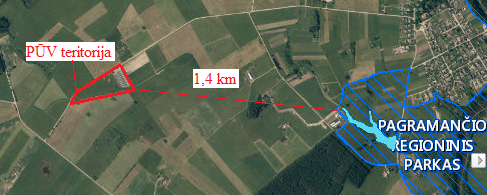 PŪV teritorija
1,4 km
PAGRAMANČIO
REGIONINIS
PARKAS